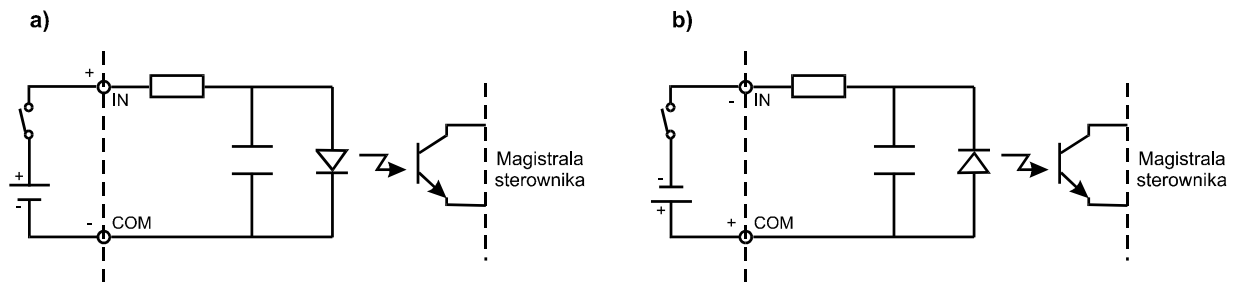 a)
+
IN
+
-
-
COM
Magistrala
sterownika
b)
-
IN
-
+
+
COM
Magistrala
sterownika